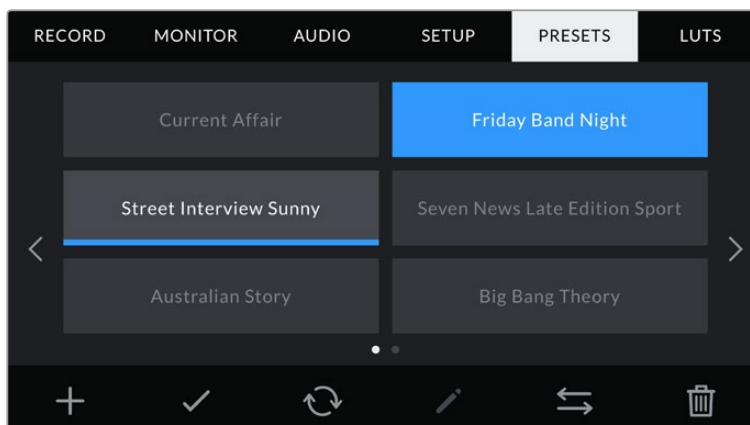 RECORD MONITOR AUDIO SETUP PRESETS LUTS
Current Affair Friday Band Night
Street Interview Sunny Seven News Late Edition Sport
Australian Story Big Bang Theory